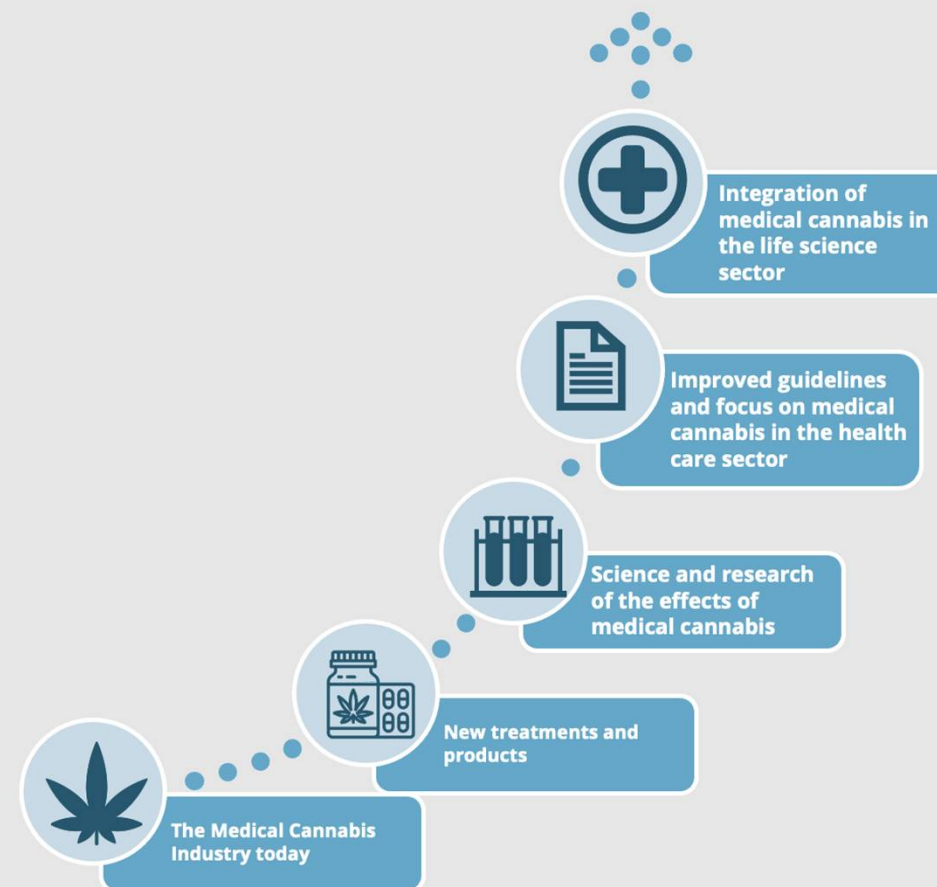 Integration of
medical cannabis in
the life science
sector
Improved guidelines
and focus on medical
cannabis in the health
care sector
Science and research
of the effects of
medical cannabis
New treatments and
products
The Medical Cannabis
Industry today